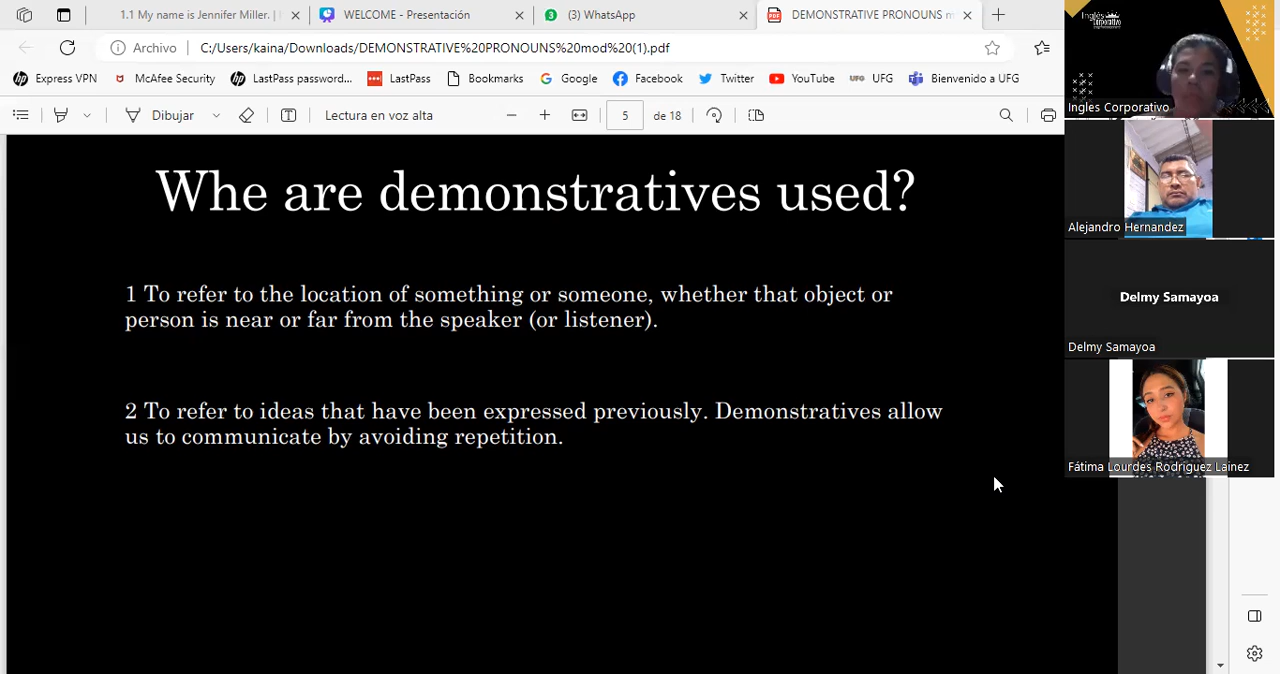 1.1 My name is Jennifer Miller. |
WELCOME - Presentación
(3) WhatsApp
DEMONSTRATIVE PRONOUNS m
Archivo
C:/Users/kaina/Downloads/DEMONSTRATIVE%20PRONOUNS%20mod%20(1).pdf
Express VPN
McAfee Security
LastPass password...
LastPass
Bookmarks
Google
Facebook
Twitter
YouTube
UFG
Bienvenido a UFG
Dibujar
Lectura en voz alta
5
de 18
Whe are demonstratives used?
1 To refer to the location of something or someone, whether that object or
person is near or far from the speaker (or listener).
2 To refer to ideas that have been expressed previously. Demonstratives allow
us to communicate by avoiding repetition.
Inglés
Corporativo
Ingles Corporativo
Alejandro Hernandez
Delmy Samayoa
Delmy Samayoa
Fátima Lourdes Rodriguez Lainez